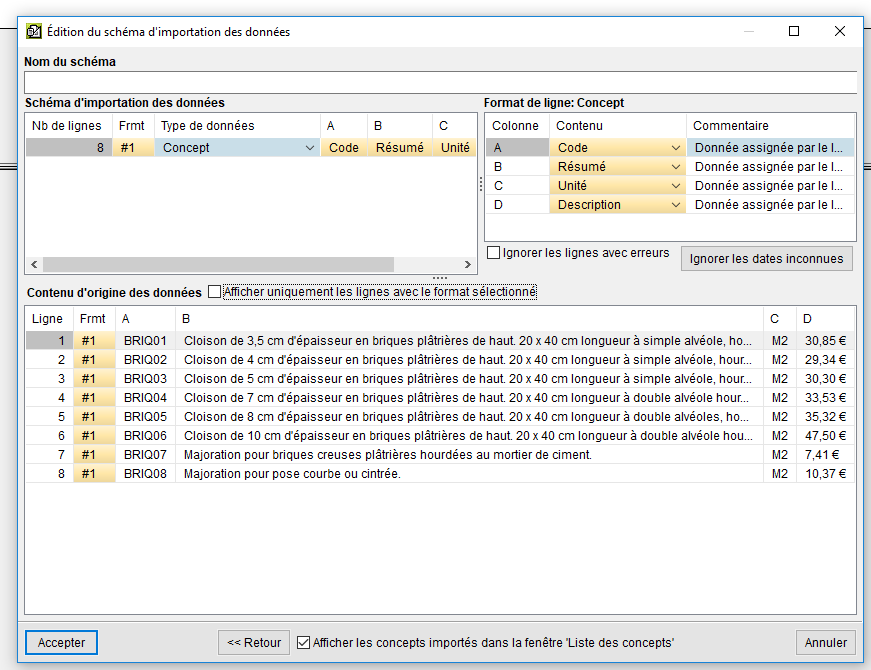 Édition du schéma d'importation des données
Nom du schéma
Schéma d'importation des données
Nb de lignes Frmt Type de données A B C
8 #1 Concept Code Résumé Unité
Format de ligne: Concept
Colonne Contenu Commentaire
A Code Donnée assignée par le l...
B Résumé Donnée assignée par le l...
C Unité Donnée assignée par le l...
D Description Donnée assignée par le l...
Ignorer les lignes avec erreurs Ignorer les dates inconnues
Contenu d'origine des données Afficher uniquement les lignes avec le format sélectionné
Ligne Frmt A B C D
1 #1 BRIQ01 Cloison de 3,5 cm d'épaisseur en briques plâtrières de haut. 20 x 40 cm longueur à simple alvéole, ho... M2 30,85 €
2 #1 BRIQ02 Cloison de 4 cm d'épaisseur en briques plâtrières de haut. 20 x 40 cm longueur à simple alvéole, hour... M2 29,34 €
3 #1 BRIQ03 Cloison de 5 cm d'épaisseur en briques plâtrières de haut. 20 x 40 cm longueur à simple alvéole, hour... M2 30,30 €
4 #1 BRIQ04 Cloison de 7 cm d'épaisseur en briques plâtrières de haut. 20 x 40 cm longueur à double alvéole hour... M2 33,53 €
5 #1 BRIQ05 Cloison de 8 cm d'épaisseur en briques plâtrières de haut. 20 x 40 cm longueur à double alvéoles, ho... M2 35,32 €
6 #1 BRIQ06 Cloison de 10 cm d'épaisseur en briques plâtrières de haut. 20 x 40 cm longueur à double alvéole hou... M2 47,50 €
7 #1 BRIQ07 Majoration pour briques creuses plâtrières hourdées au mortier de ciment. M2 7,41 €
8 #1 BRIQ08 Majoration pour pose courbe ou cintrée. M2 10,37 €
Accepter << Retour Afficher les concepts importés dans la fenêtre 'Liste des concepts' Annuler